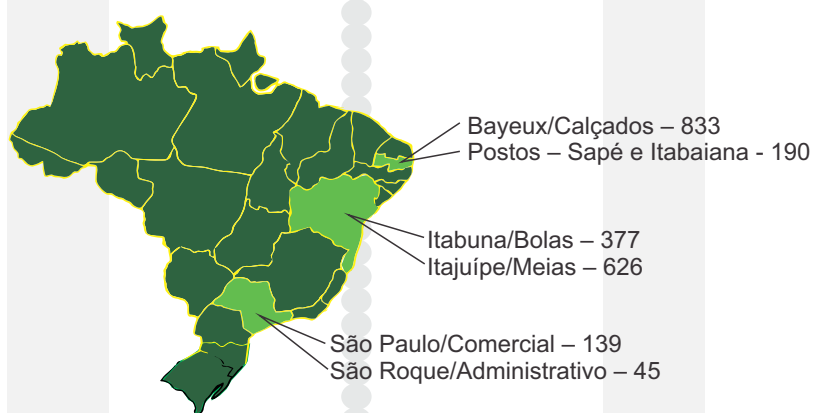 Bayeux/Calçados – 833
Postos – Sapé e Itabaiana - 190
Itabuna/Bolas – 377
Itajuípe/Meias – 626
São Paulo/Comercial – 139
São Roque/Administrativo – 45